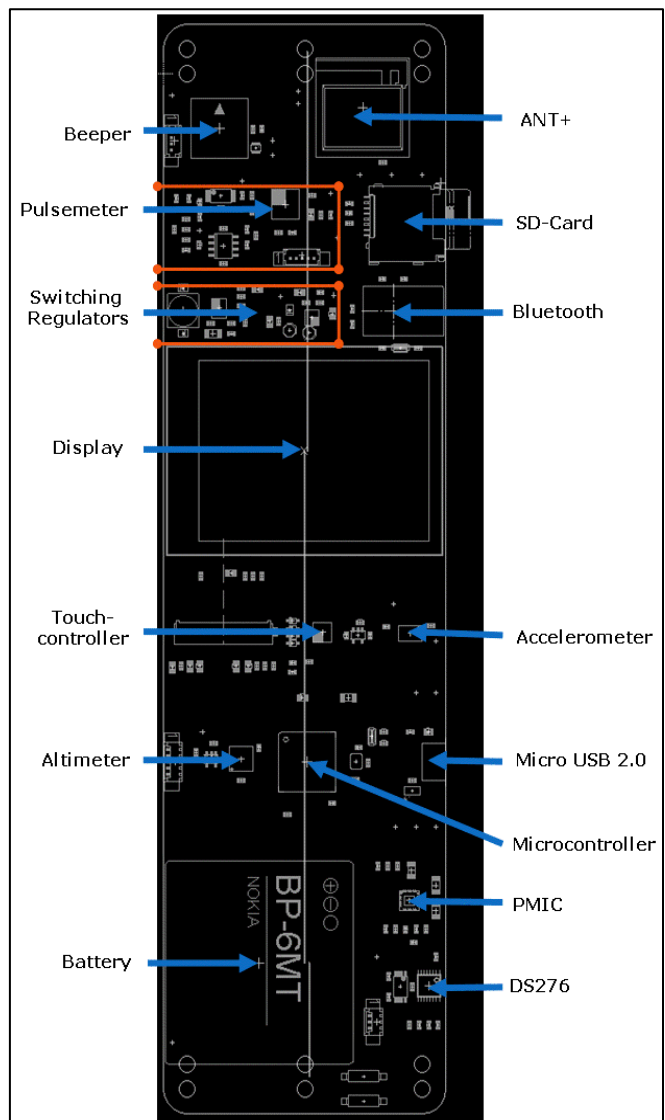 Beeper
ANT+
Pulsemeter
SD-Card
Switching
Regulators
Bluetooth
Display
Touch-
controller
Accelerometer
Altimeter
Micro USB 2.0
Microcontroller
PMIC
BP-6MT
NOKIA
Battery
DS276